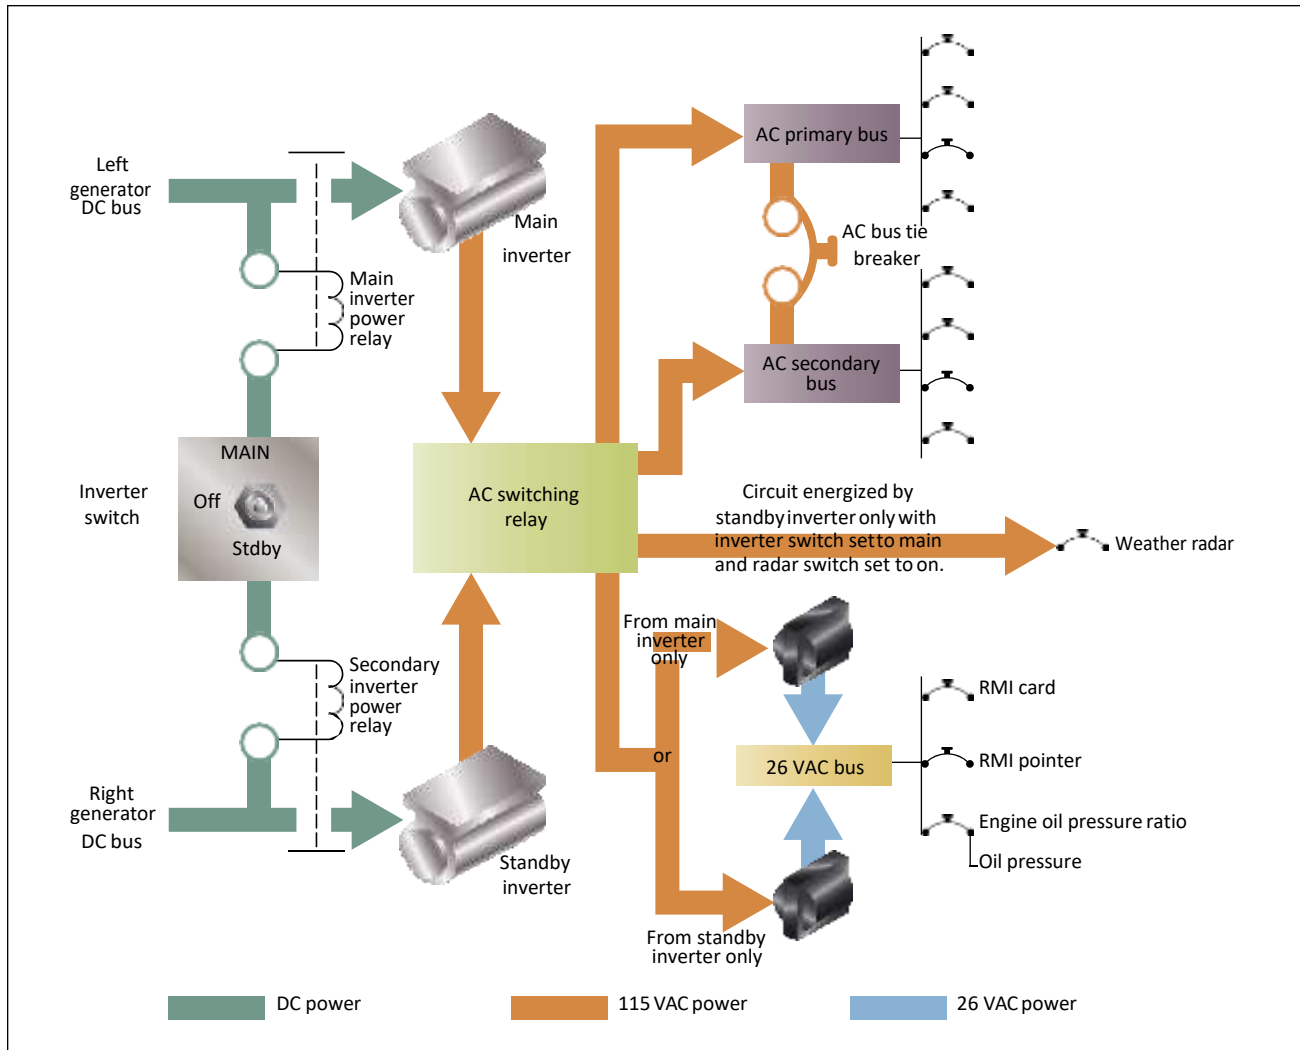 Left
generator
DC bus
Main
inverter
Main
inverter
power
relay
AC primary bus
AC bus tie
breaker
AC secondary
bus
Inverter
switch
MAIN
Off
Stdby
AC switching
relay
Circuit energized by
standby inverter only with
inverter switch set to main
and radar switch set to on.
Weather radar
From main
inverter
only
Secondary
inverter
power
relay
or
26 VAC bus
RMI card
RMI pointer
Engine oil pressure ratio
Oil pressure
Right
generator
DC bus
Standby
inverter
From standby
inverter only
DC power
115 VAC power
26 VAC power